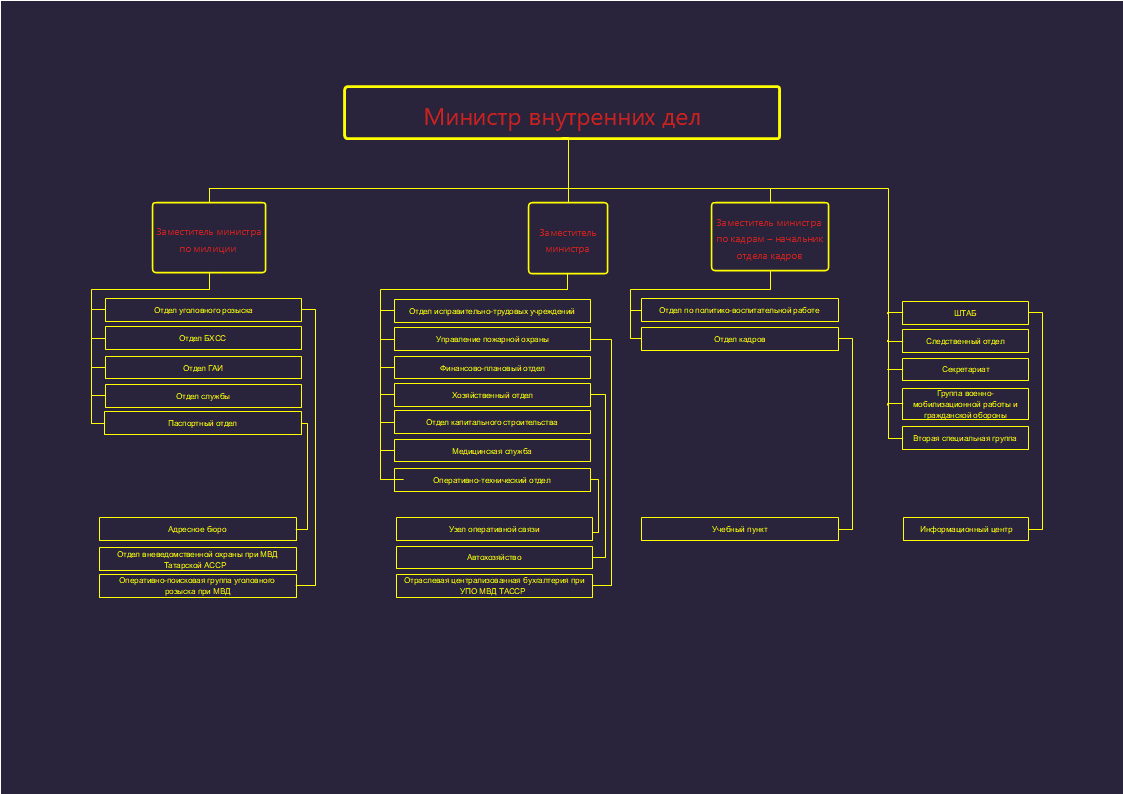 Министр внутренних дел
Заместитель министра
по милиции
Заместитель
министра
Заместитель министра
по кадрам – начальник
отдела кадров
Отдел уголовного розыска
Отдел БХСС
Отдел ГАИ
Отдел службы
Паспортный отдел
Адресное бюро
Отдел вневедомственной охраны при МВД
Татарской АССР
Оперативно-поисковая группа уголовного
розыска при МВД
Отдел исправительно-трудовых учреждений
Управление пожарной охраны
Финансово-плановый отдел
Хозяйственный отдел
Отдел капитального строительства
Медицинская служба
Оперативно-технический отдел
Узел оперативной связи
Автохозяйство
Отраслевая централизованная бухгалтерия при
УПО МВД ТАССР
Отдел по политико-воспитательной работе
Отдел кадров
Учебный пункт
ШТАБ
Следственный отдел
Секретариат
Группа военно-
мобилизационной работы и
гражданской обороны
Вторая специальная группа
Информационный центр